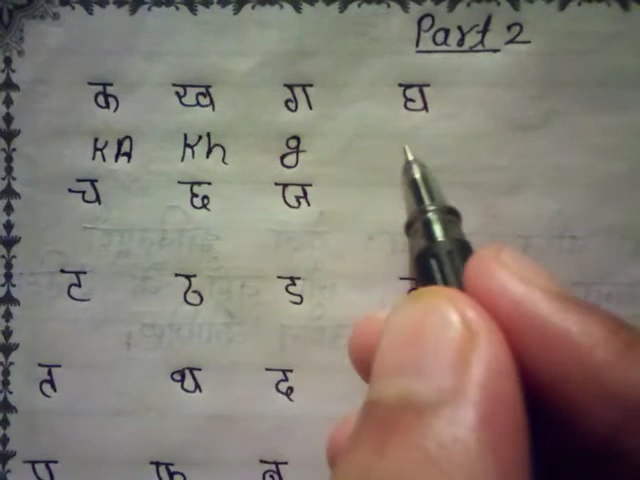 Part 2
क ख ग घ
KA Kh g
च छ ज
ट ठ ड
त थ द
प फ ब